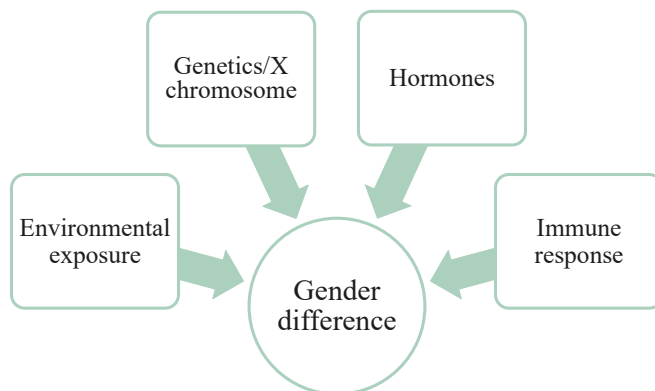 Genetics/X
chromosome
Hormones
Environmental
exposure
Immune
response
Gender
difference